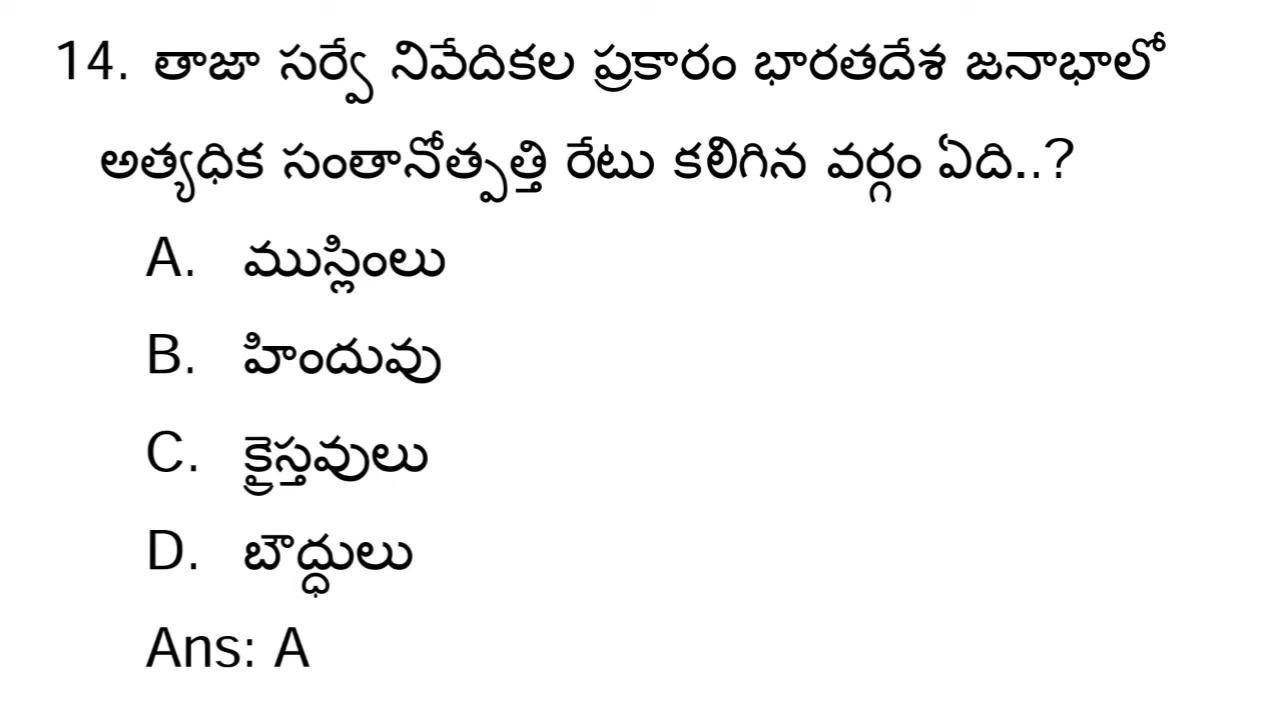 14. తాజా సర్వే నివేదికల ప్రకారం భారతదేశ జనాభాలో
అత్యధిక సంతానోత్పత్తి రేటు కలిగిన వర్గం ఏది..?
A. ముస్లింలు
B. హిందువు
C. క్రైస్తవులు
D. బౌద్ధులు
Ans: A